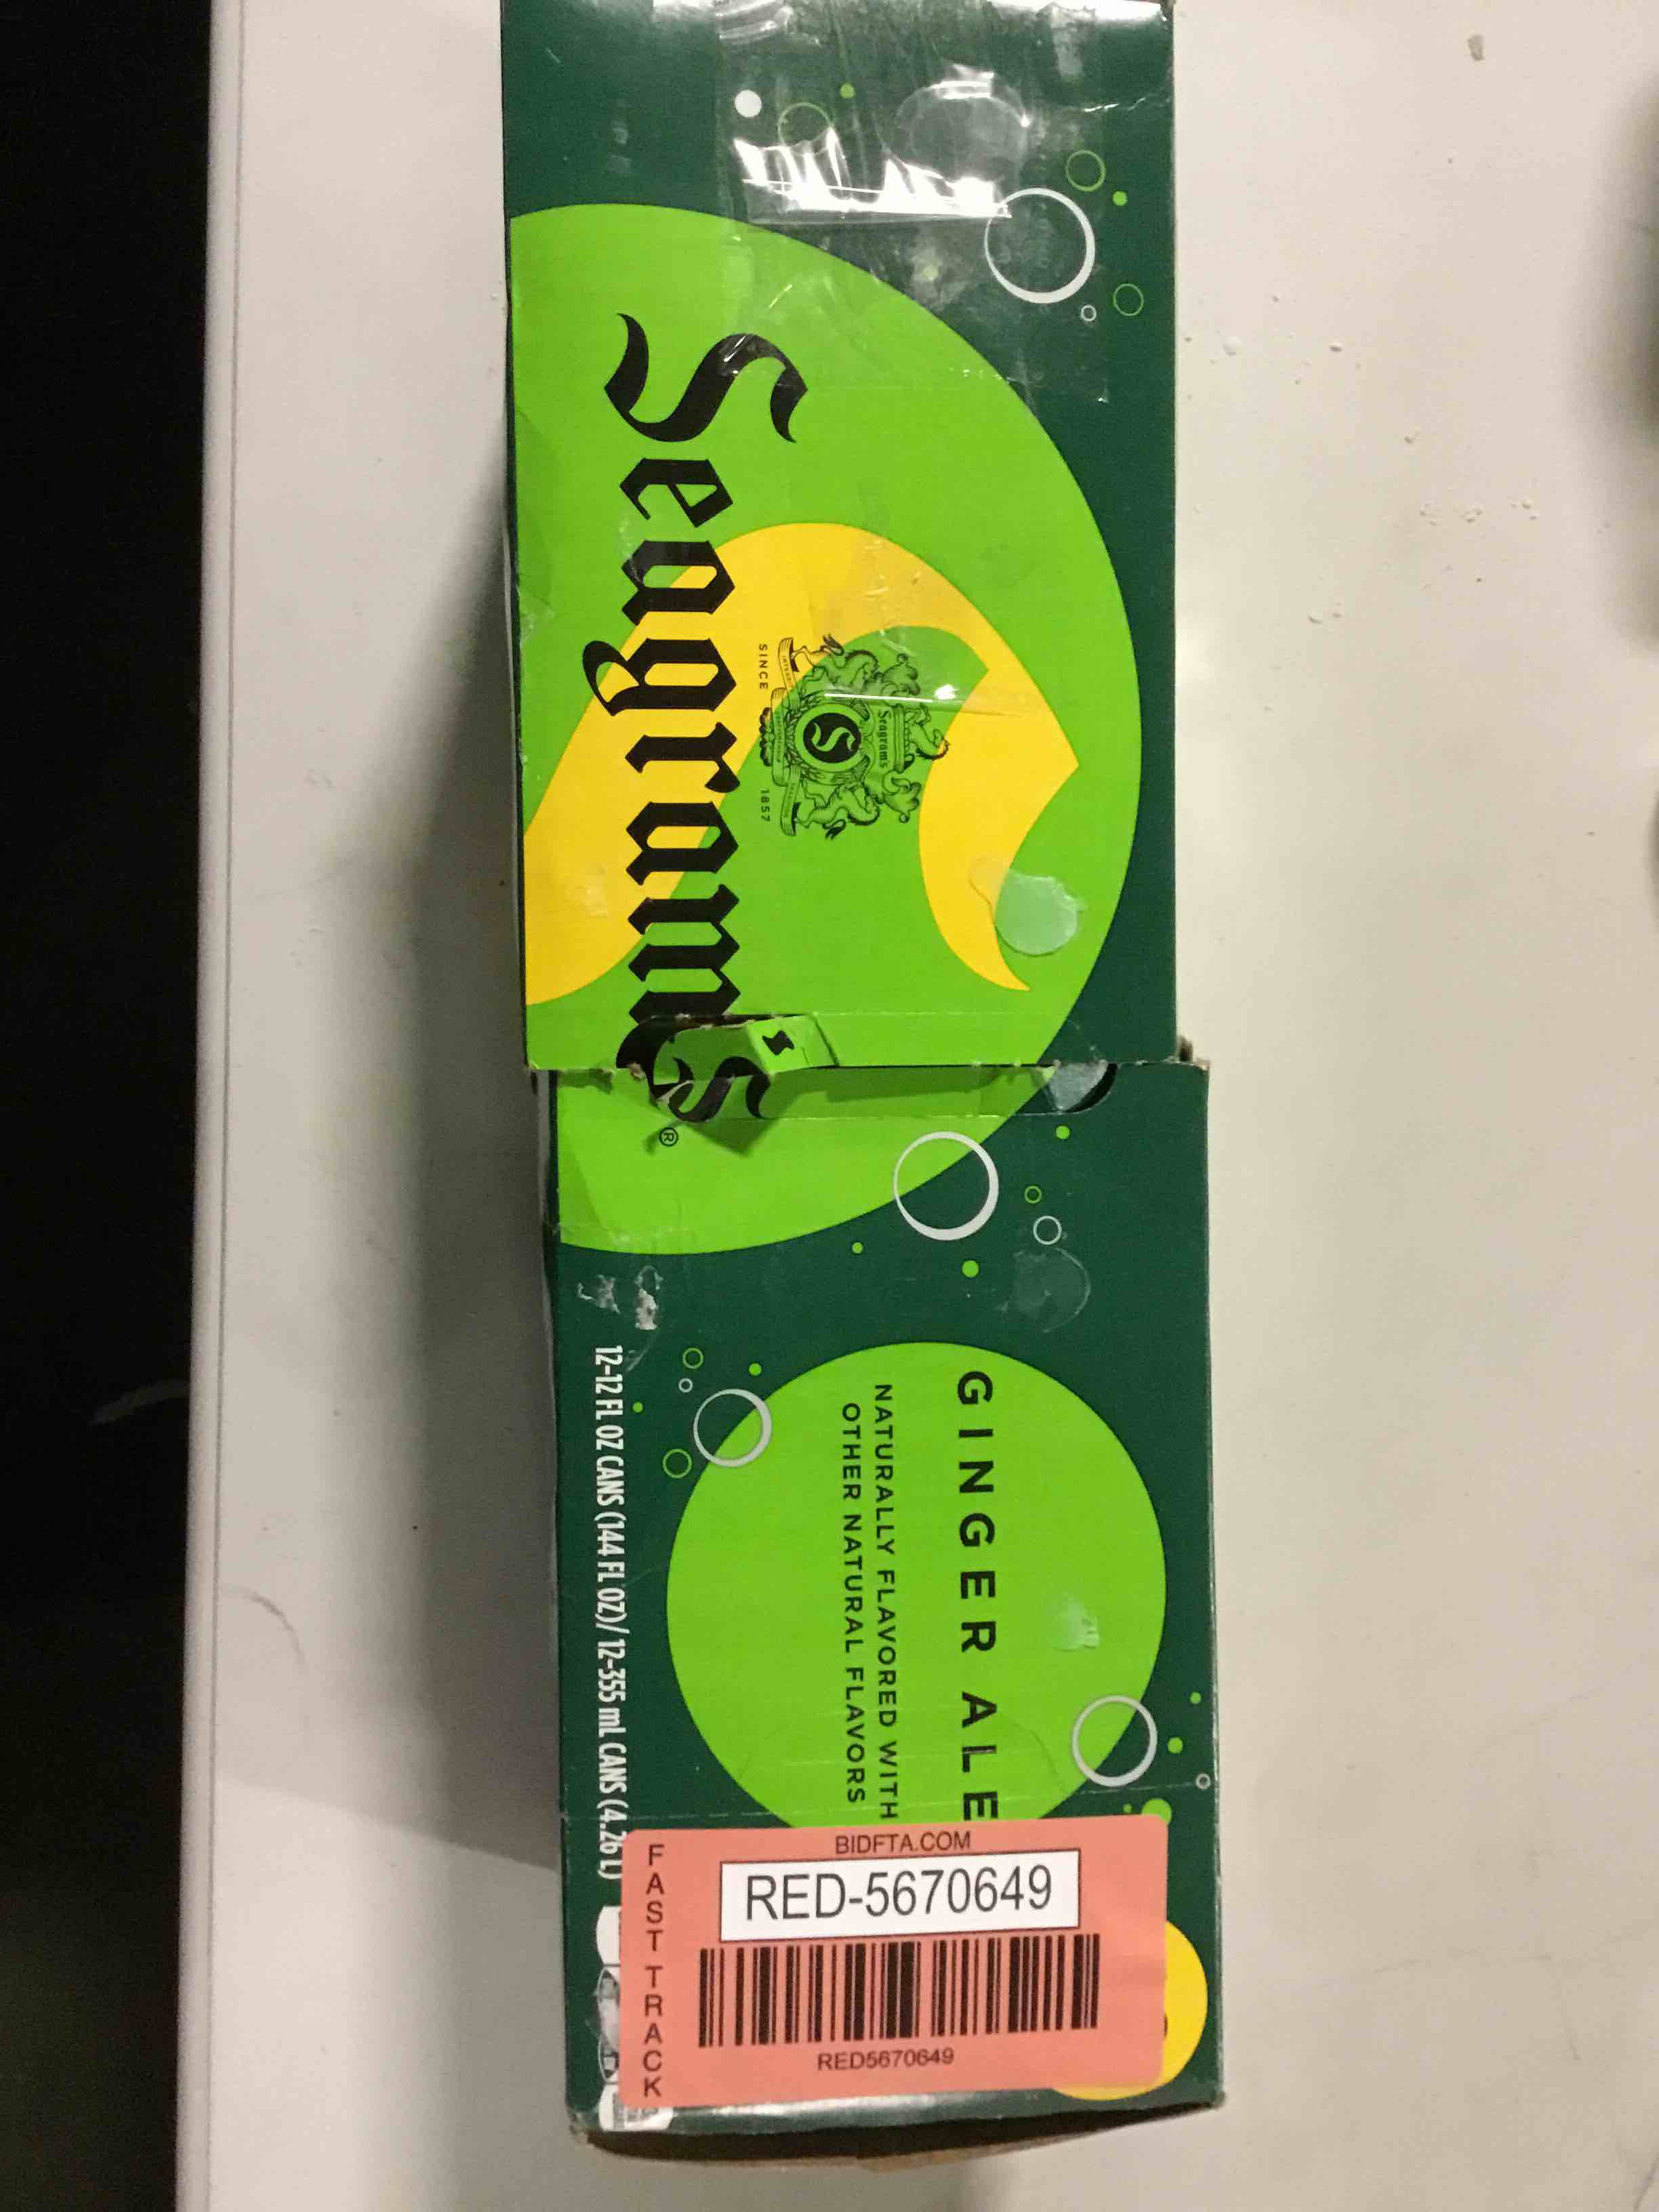 Seagram's®
Seagrams
S
SINCE 1857
GINGER ALE
NATURALLY FLAVORED WITH
OTHER NATURAL FLAVORS
12-12 FL OZ CANS (144 FL OZ)/ 12-355 mL CANS (4.26 L)
BIDFTA.COM
RED-5670649
RED5670649
FAST TRACK